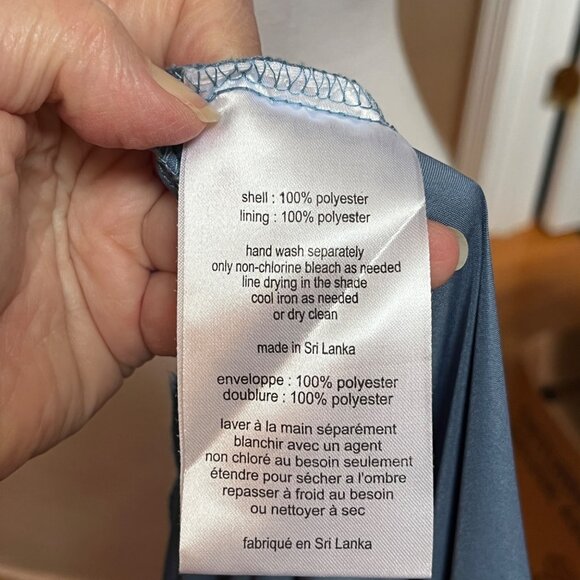 shell : 100% polyester
lining : 100% polyester
hand wash separately
only non-chlorine bleach as needed
line drying in the shade
cool iron as needed
or dry clean
made in Sri Lanka
enveloppe : 100% polyester
doublure : 100% polyester
laver à la main séparément
blanchir avec un agent
non chloré au besoin seulement
étendre pour sécher a l'ombre
repasser à froid au besoin
ou nettoyer à sec
fabriqué en Sri Lanka